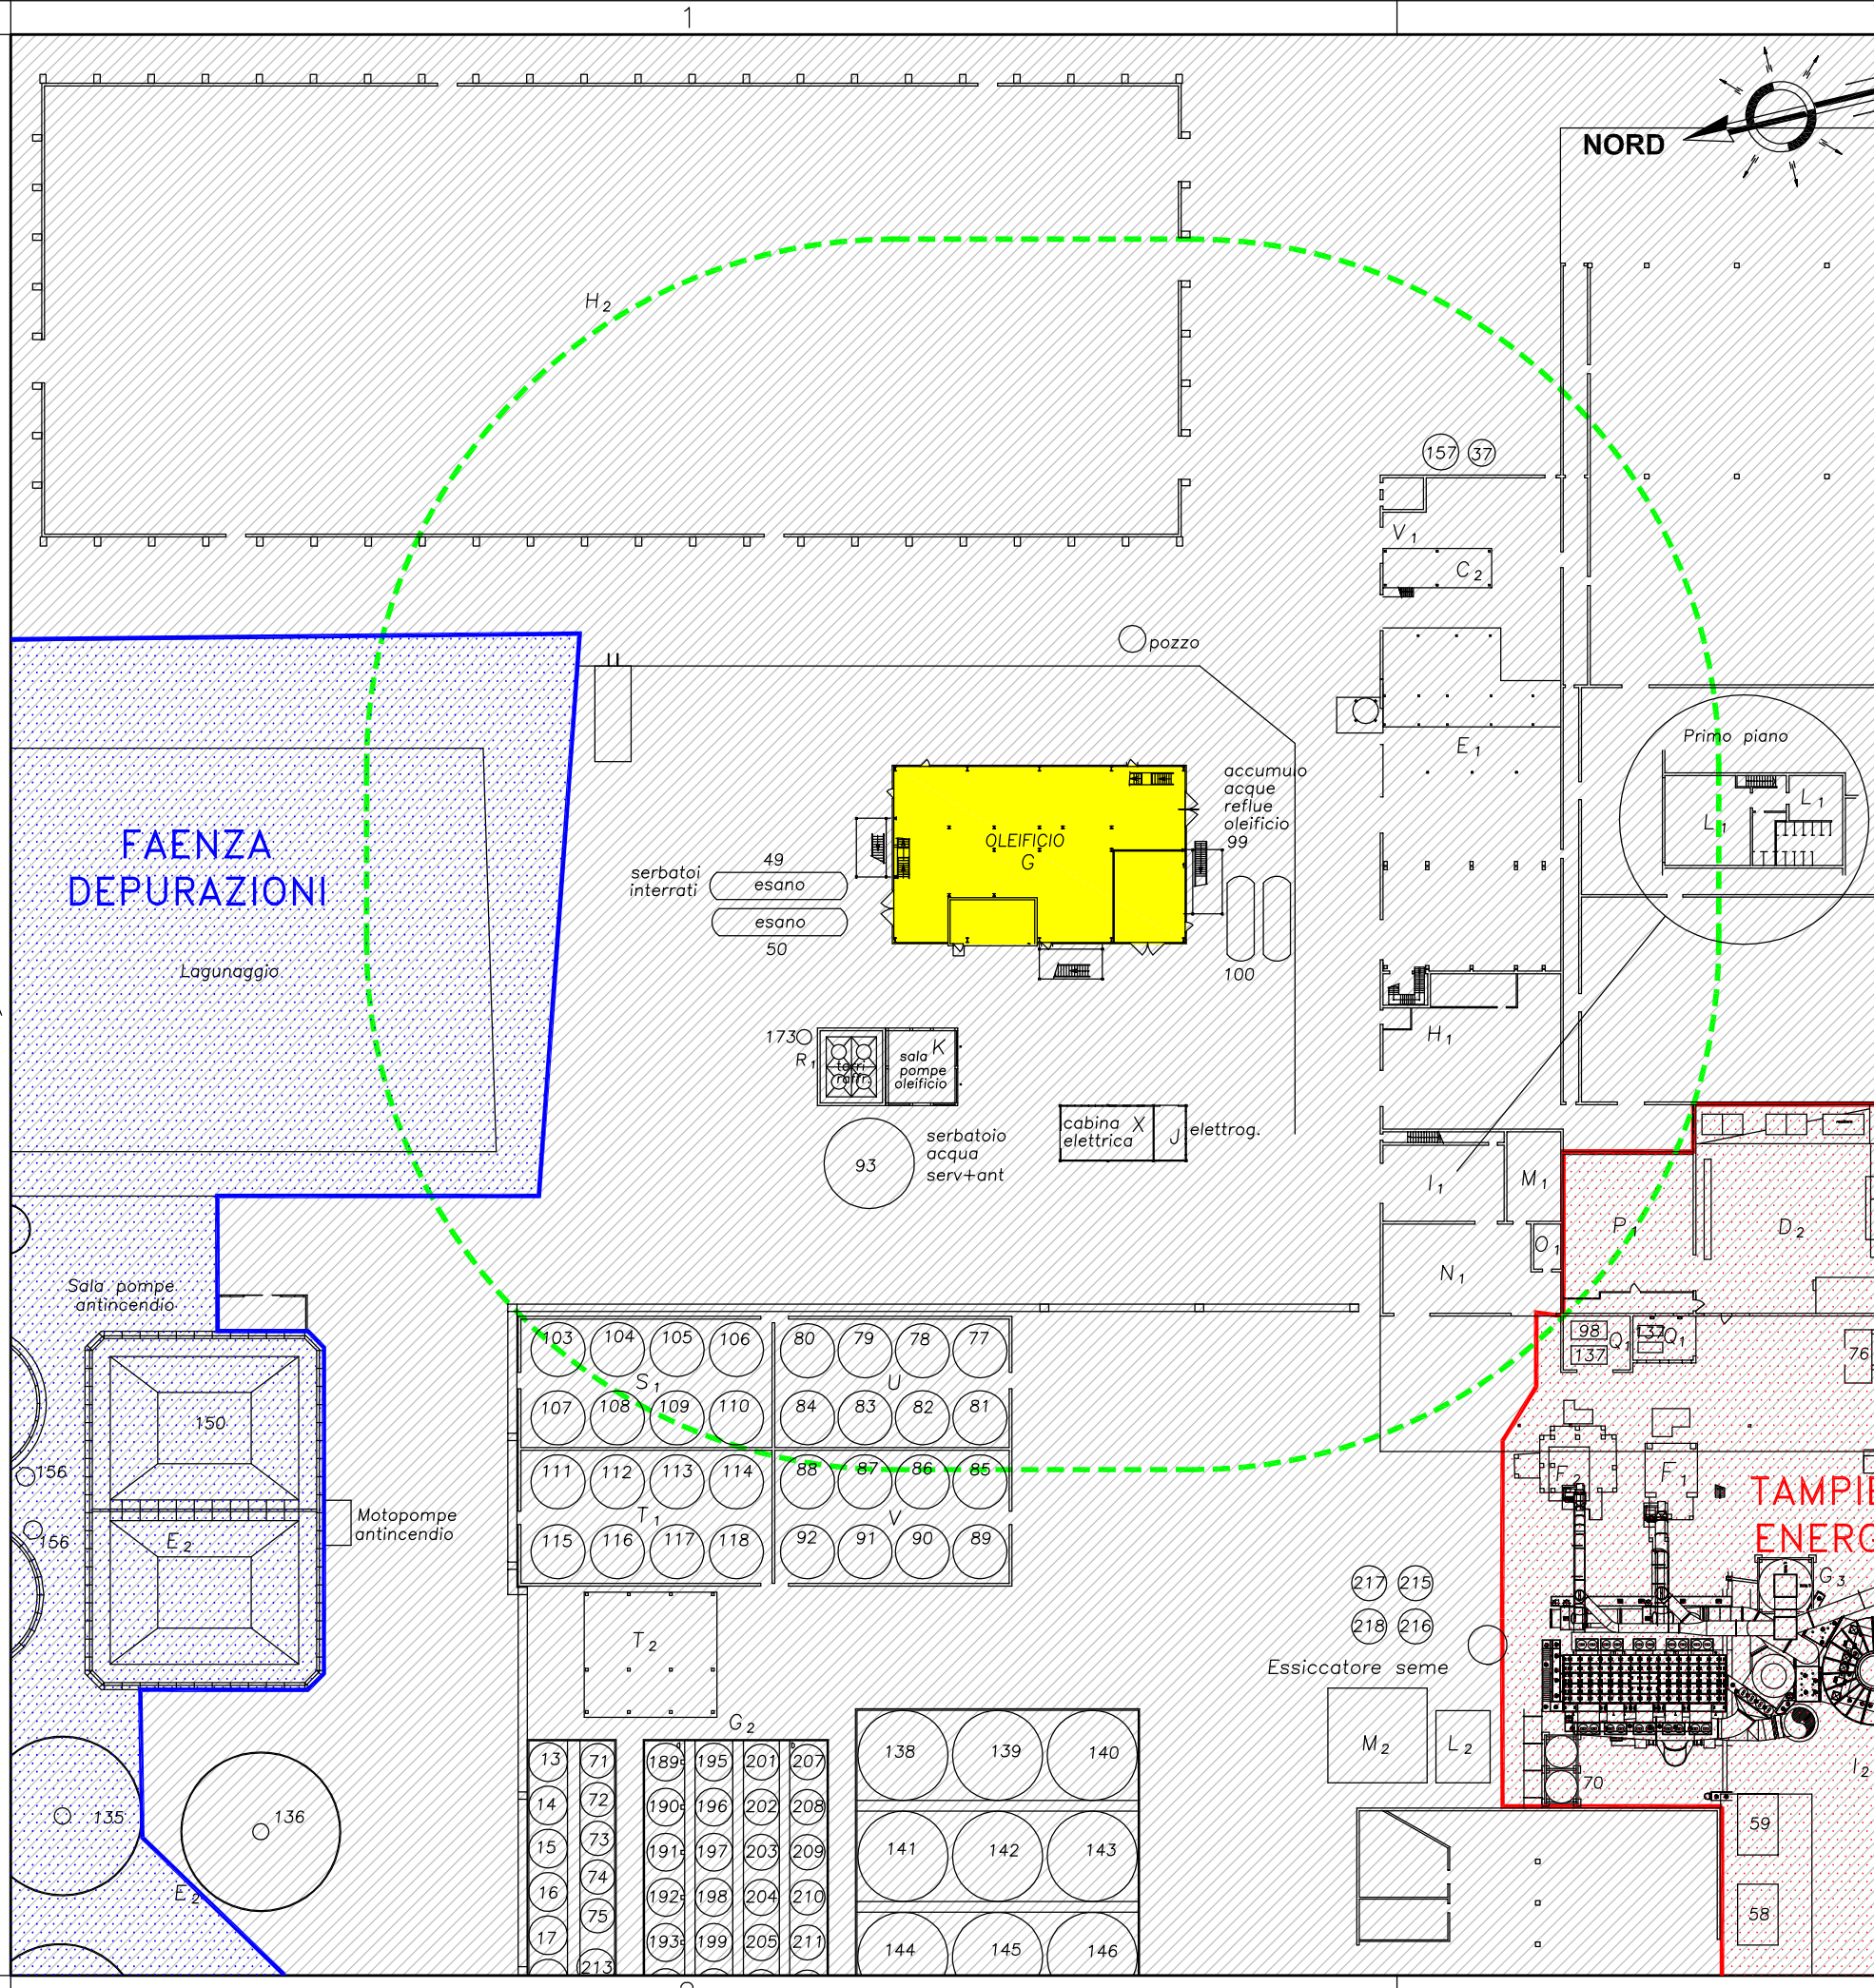 1
NORD
H2
157 37
V1
C2
pozzo
E1
Primo piano
L1
L1
accumulo
acque
reflue
oleificio
99
OLEIFICIO
G
FAENZA
DEPURAZIONI
Lagunaggio
serbatoi
interrati
49
esano
esano
50
100
H1
173
R1
torri
raffr.
K
sala
pompe
oleificio
cabina
elettrica
X
J
elettrog.
93
serbatoio
acqua
serv+ant
I1
M1
P1
D2
O1
N1
Sala pompe
antincendio
103 104 105 106 80 79 78 77
S1 U
107 108 109 110 84 83 82 81
111 112 113 114 88 87 86 85
T1 V
115 116 117 118 92 91 90 89
98 Q1 137 Q1
137
76
150
156
156
E2
Motopompe
antincendio
F2 F1
TAMPIE
ENERG
G3
217 215
218 216
Essiccatore seme
T2
G2
M2 L2
70
I2
59
58
135 136
E2
13 71 189 195 201 207
14 72 190 196 202 208
15 73 191 197 203 209
16 74 192 198 204 210
17 75 193 199 205 211
213
138 139 140
141 142 143
144 145 146